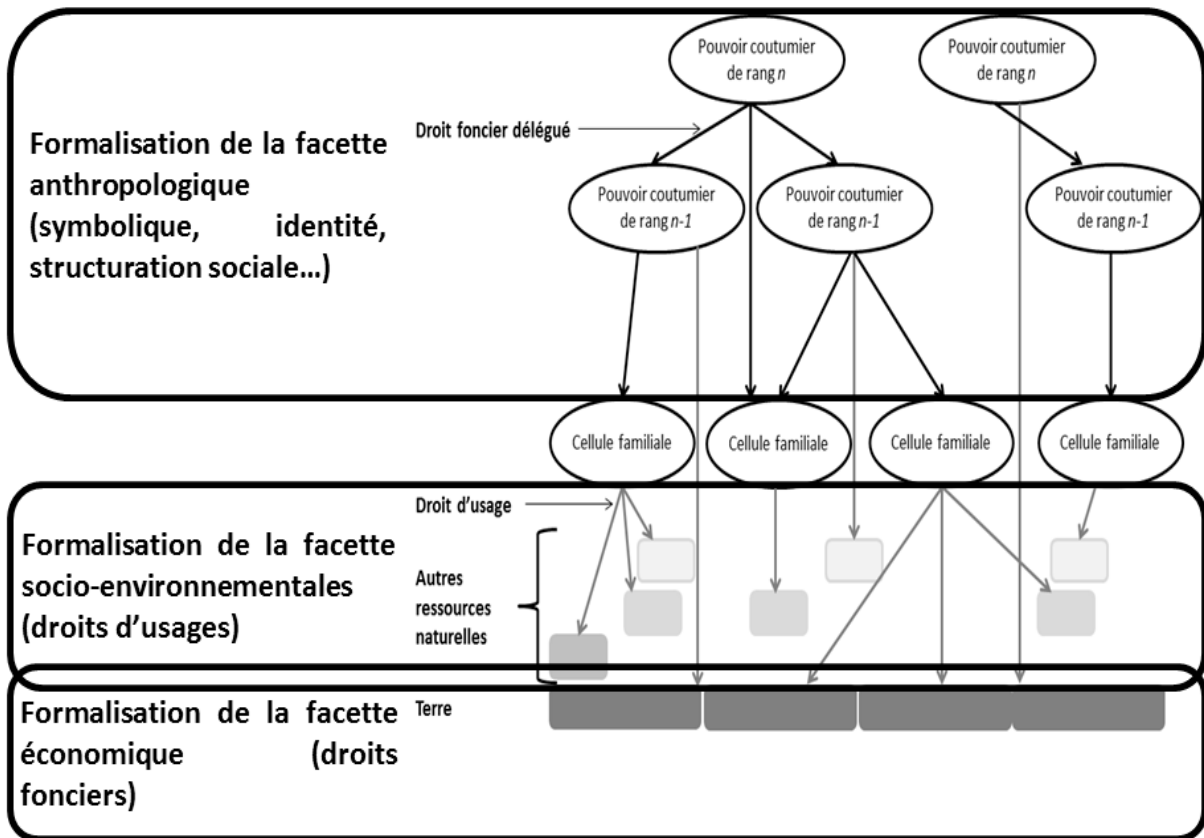 Formalisation de la facette
anthropologique
(symbolique, identité,
structuration sociale...)
Droit foncier délégué
Pouvoir coutumier
de rang n
Pouvoir coutumier
de rang n
Pouvoir coutumier
de rang n-1
Pouvoir coutumier
de rang n-1
Pouvoir coutumier
de rang n-1
Cellule familiale
Cellule familiale
Cellule familiale
Cellule familiale
Formalisation de la facette
socio-environnementales
(droits d’usages)
Droit d’usage
Autres
ressources
naturelles
Formalisation de la facette
économique (droits
fonciers)
Terre